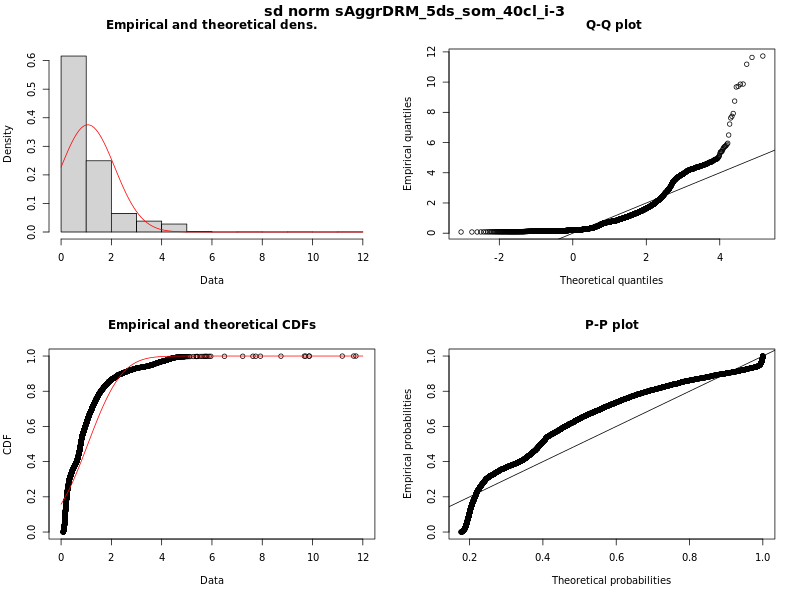 sd norm sAggrDRM_5ds_som_40cl_i-3
Empirical and theoretical dens.
Density
0.0 0.1 0.2 0.3 0.4 0.5 0.6
0 2 4 6 8 10 12
Data
Q-Q plot
Empirical quantiles
0 2 4 6 8 10 12
-2 0 2 4
Theoretical quantiles
Empirical and theoretical CDFs
CDF
0.0 0.2 0.4 0.6 0.8 1.0
0 2 4 6 8 10 12
Data
P-P plot
Empirical probabilities
0.0 0.2 0.4 0.6 0.8 1.0
0.2 0.4 0.6 0.8 1.0
Theoretical probabilities